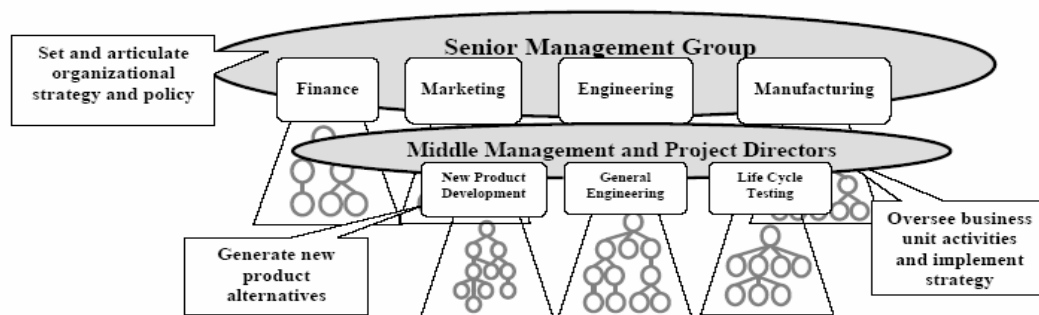 Senior Management Group
Set and articulate
organizational
strategy and policy
Finance
Marketing
Engineering
Manufacturing
Middle Management and Project Directors
New Product
Development
General
Engineering
Life Cycle
Testing
Generate new
product
alternatives
Oversee business
unit activities
and implement
strategy